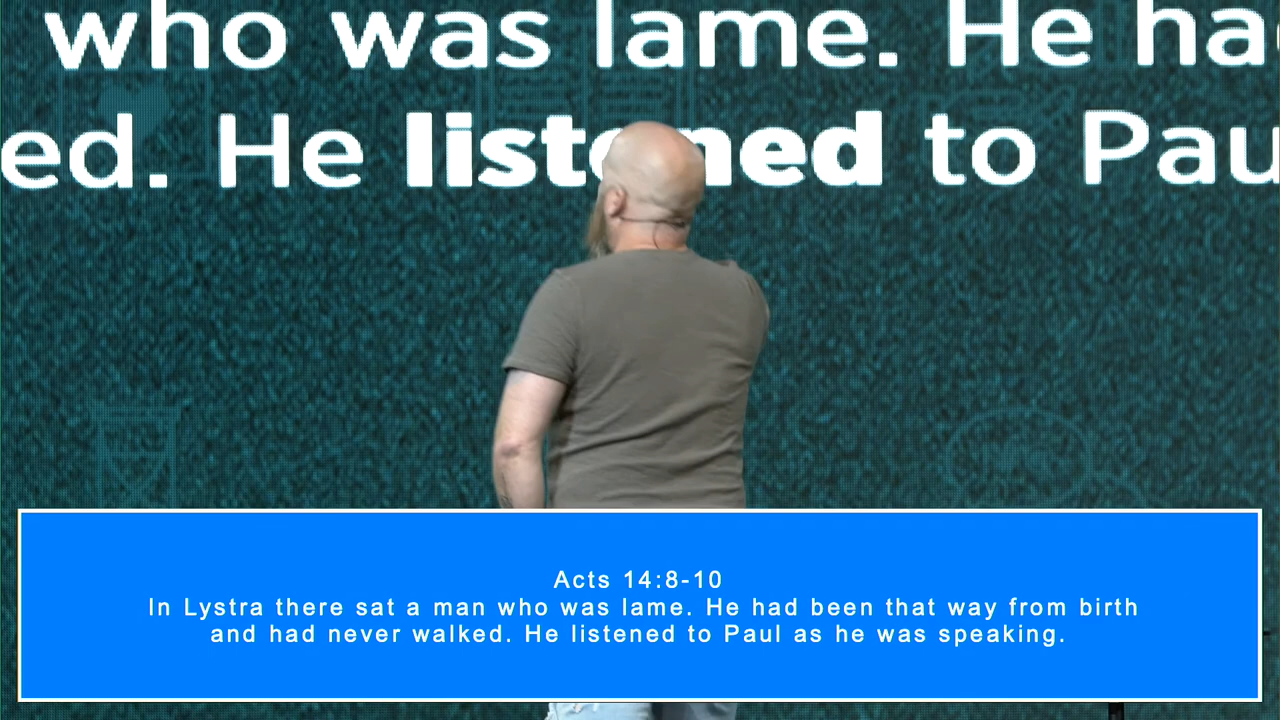 who was lame. He ha
ed. He listened to Pau
Acts 14:8-10
In Lystra there sat a man who was lame. He had been that way from birth
and had never walked. He listened to Paul as he was speaking.